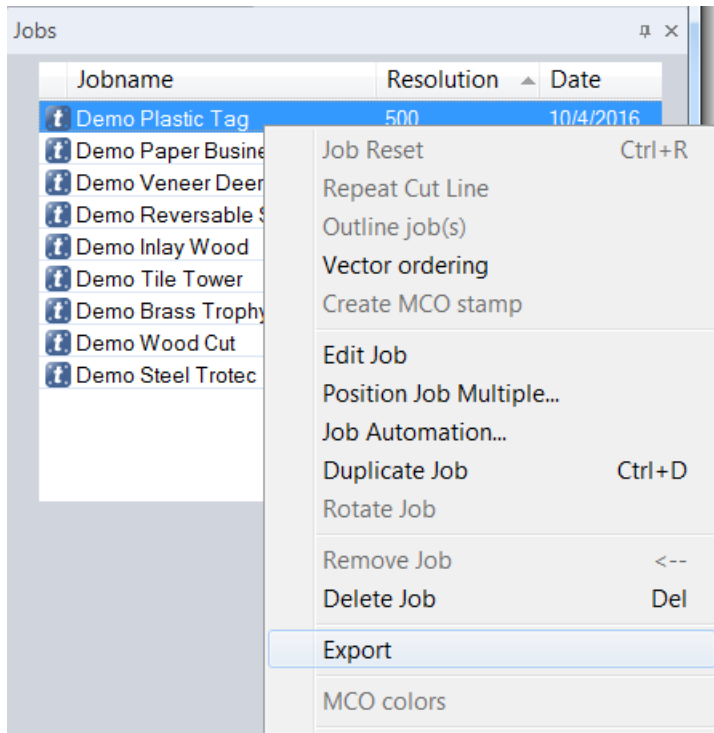 Jobs
Jobname Resolution Date
Demo Plastic Tag 500 10/4/2016
Demo Paper Busine
Demo Veneer Deer
Demo Reversable
Demo Inlay Wood
Demo Tile Tower
Demo Brass Trophy
Demo Wood Cut
Demo Steel Trotec
Job Reset Ctrl+R
Repeat Cut Line
Outline job(s)
Vector ordering
Create MCO stamp
Edit Job
Position Job Multiple...
Job Automation...
Duplicate Job Ctrl+D
Rotate Job
Remove Job <--
Delete Job Del
Export
MCO colors